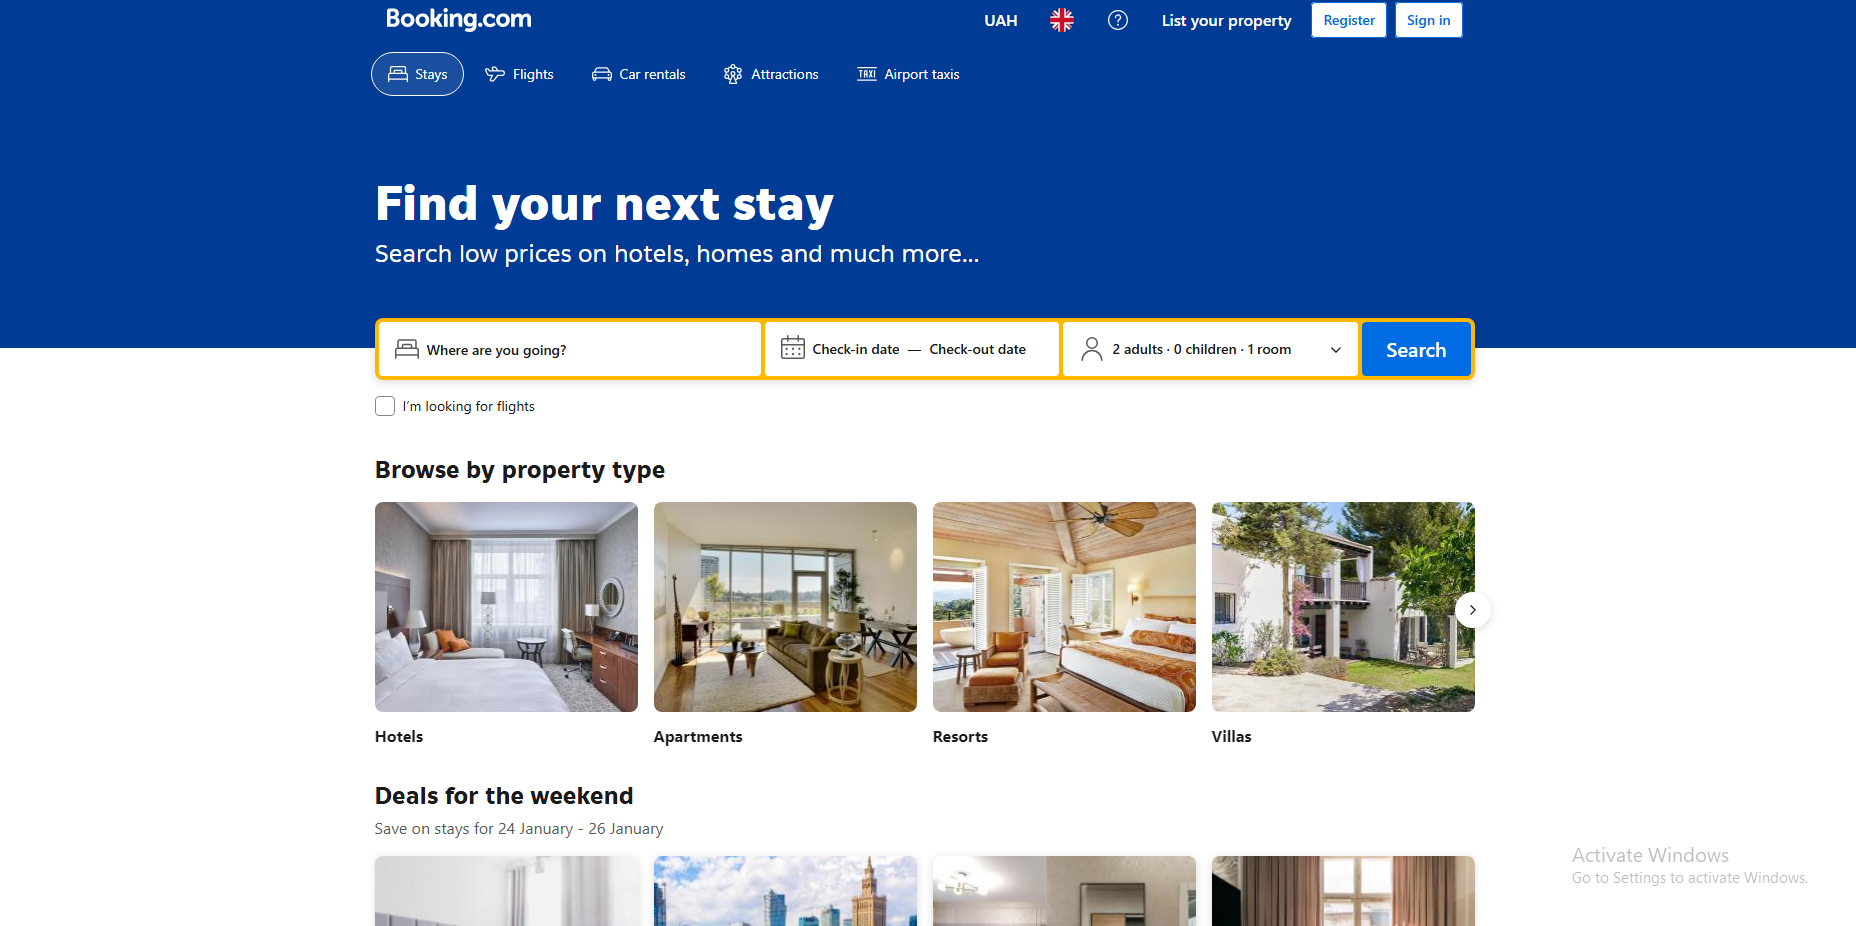 Booking.com
UAH
List your property
Register
Sign in
Stays
Flights
Car rentals
Attractions
TAXI Airport taxis
Find your next stay
Search low prices on hotels, homes and much more...
Where are you going?
Check-in date — Check-out date
2 adults · 0 children · 1 room
Search
I'm looking for flights
Browse by property type
Hotels
Apartments
Resorts
Villas
Deals for the weekend
Save on stays for 24 January - 26 January
Activate Windows
Go to Settings to activate Windows.